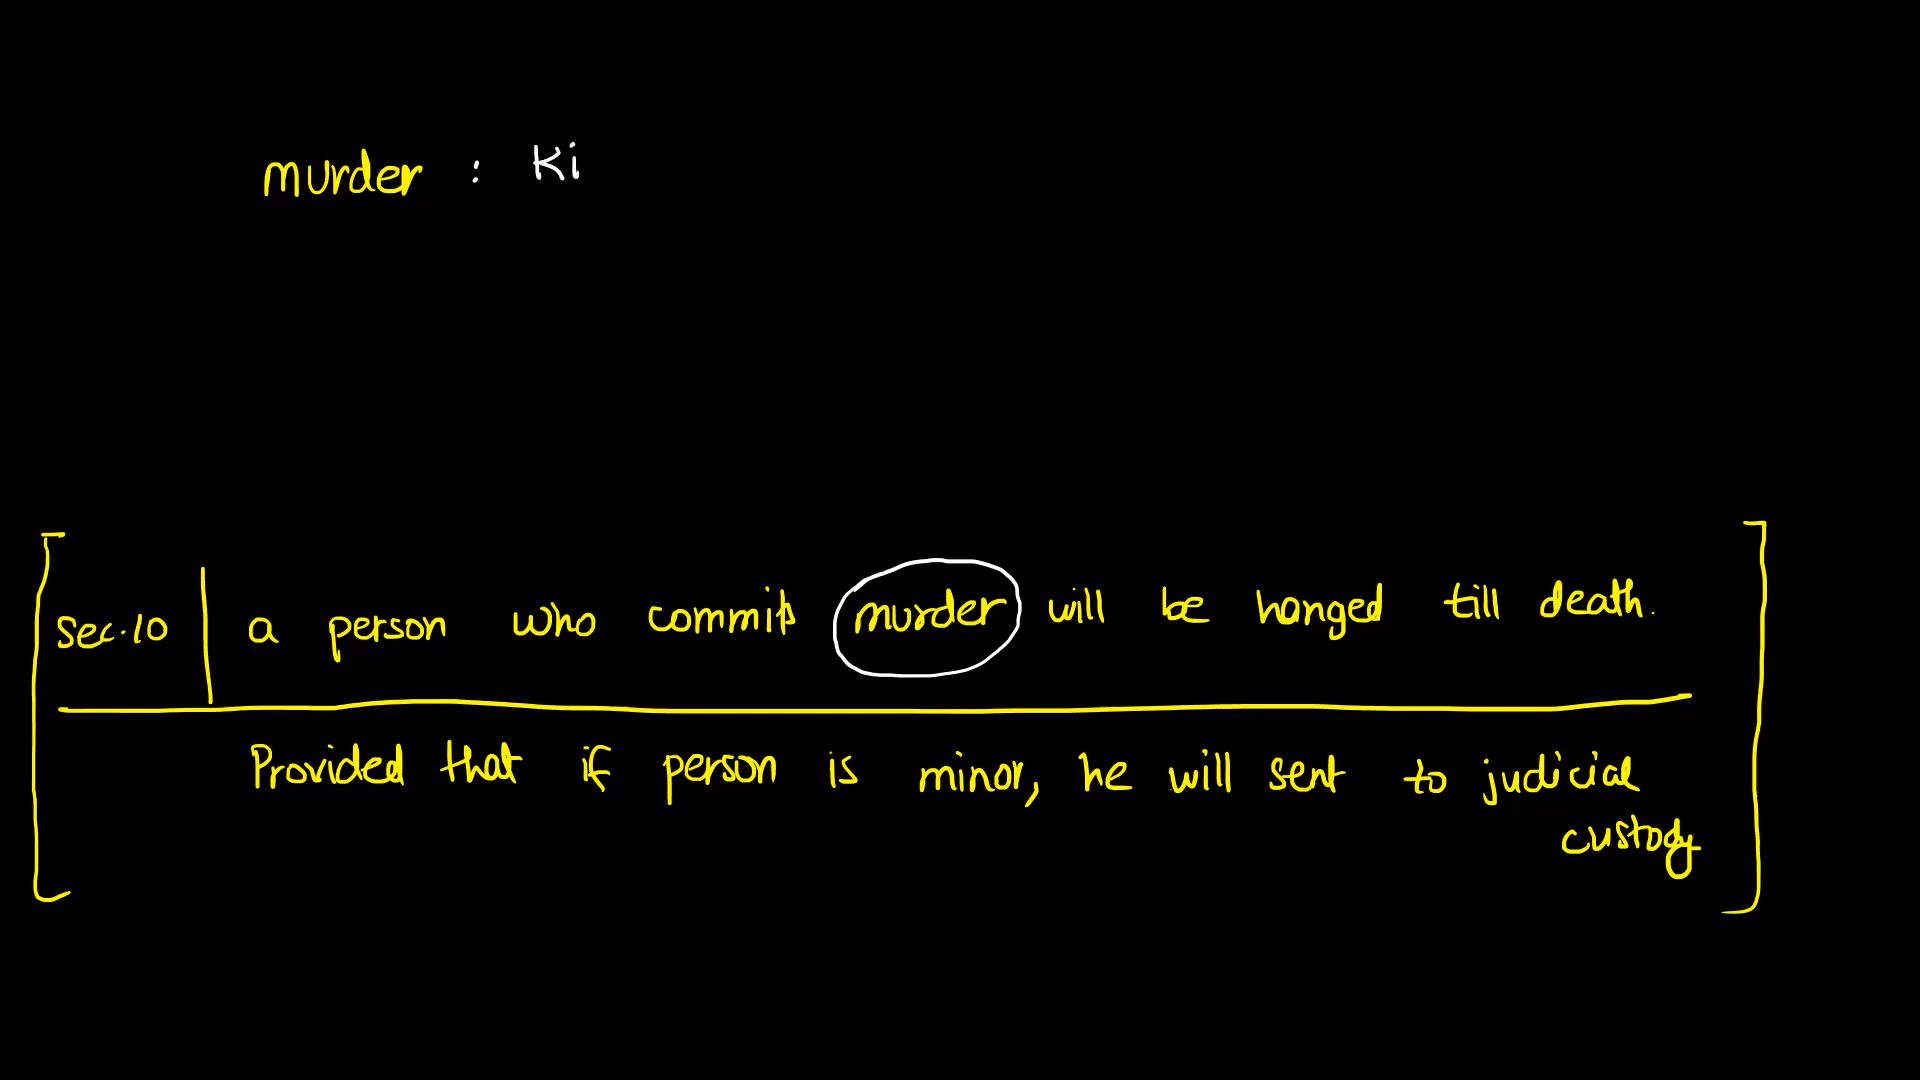 murder : Ki
Sec.10 a person who commits murder will be hanged till death.
Provided that if person is minor, he will sent to judicial
custody